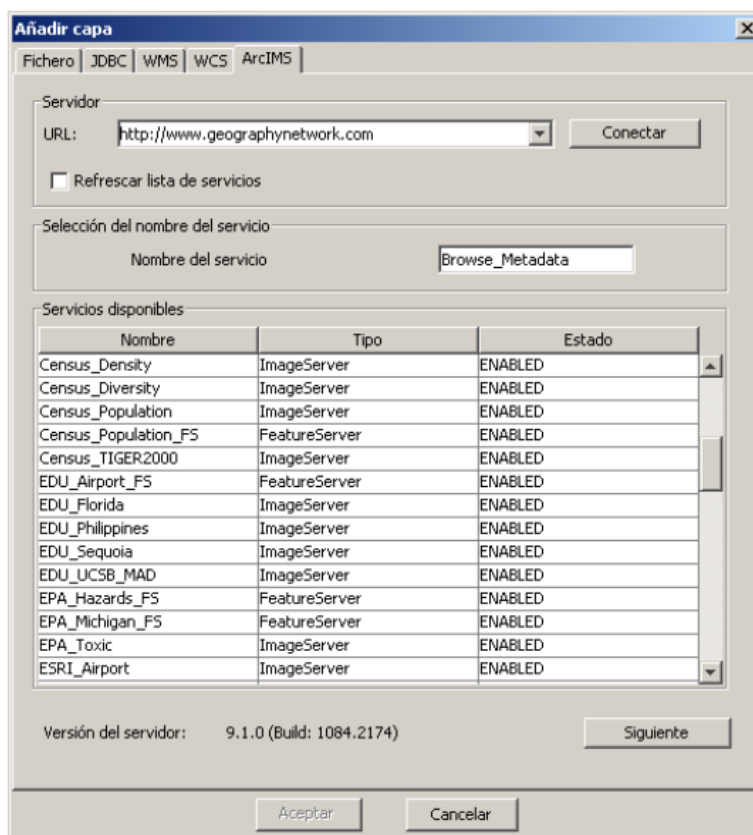 Añadir capa
Fichero JDBC WMS WCS ArcIMS
Servidor
URL: http://www.geographynetwork.com Conectar
Refrescar lista de servicios
Selección del nombre del servicio
Nombre del servicio Browse_Metadata
Servicios disponibles
Nombre Tipo Estado
Census_Density ImageServer ENABLED
Census_Diversity ImageServer ENABLED
Census_Population ImageServer ENABLED
Census_Population_FS FeatureServer ENABLED
Census_TIGER2000 ImageServer ENABLED
EDU_Airport_FS FeatureServer ENABLED
EDU_Florida ImageServer ENABLED
EDU_Philippines ImageServer ENABLED
EDU_Sequoia ImageServer ENABLED
EDU_UCSB_MAD ImageServer ENABLED
EPA_Hazards_FS FeatureServer ENABLED
EPA_Michigan_FS FeatureServer ENABLED
EPA_Toxic ImageServer ENABLED
ESRI_Airport ImageServer ENABLED
Versión del servidor: 9.1.0 (Build: 1084.2174) Siguiente
Aceptar Cancelar